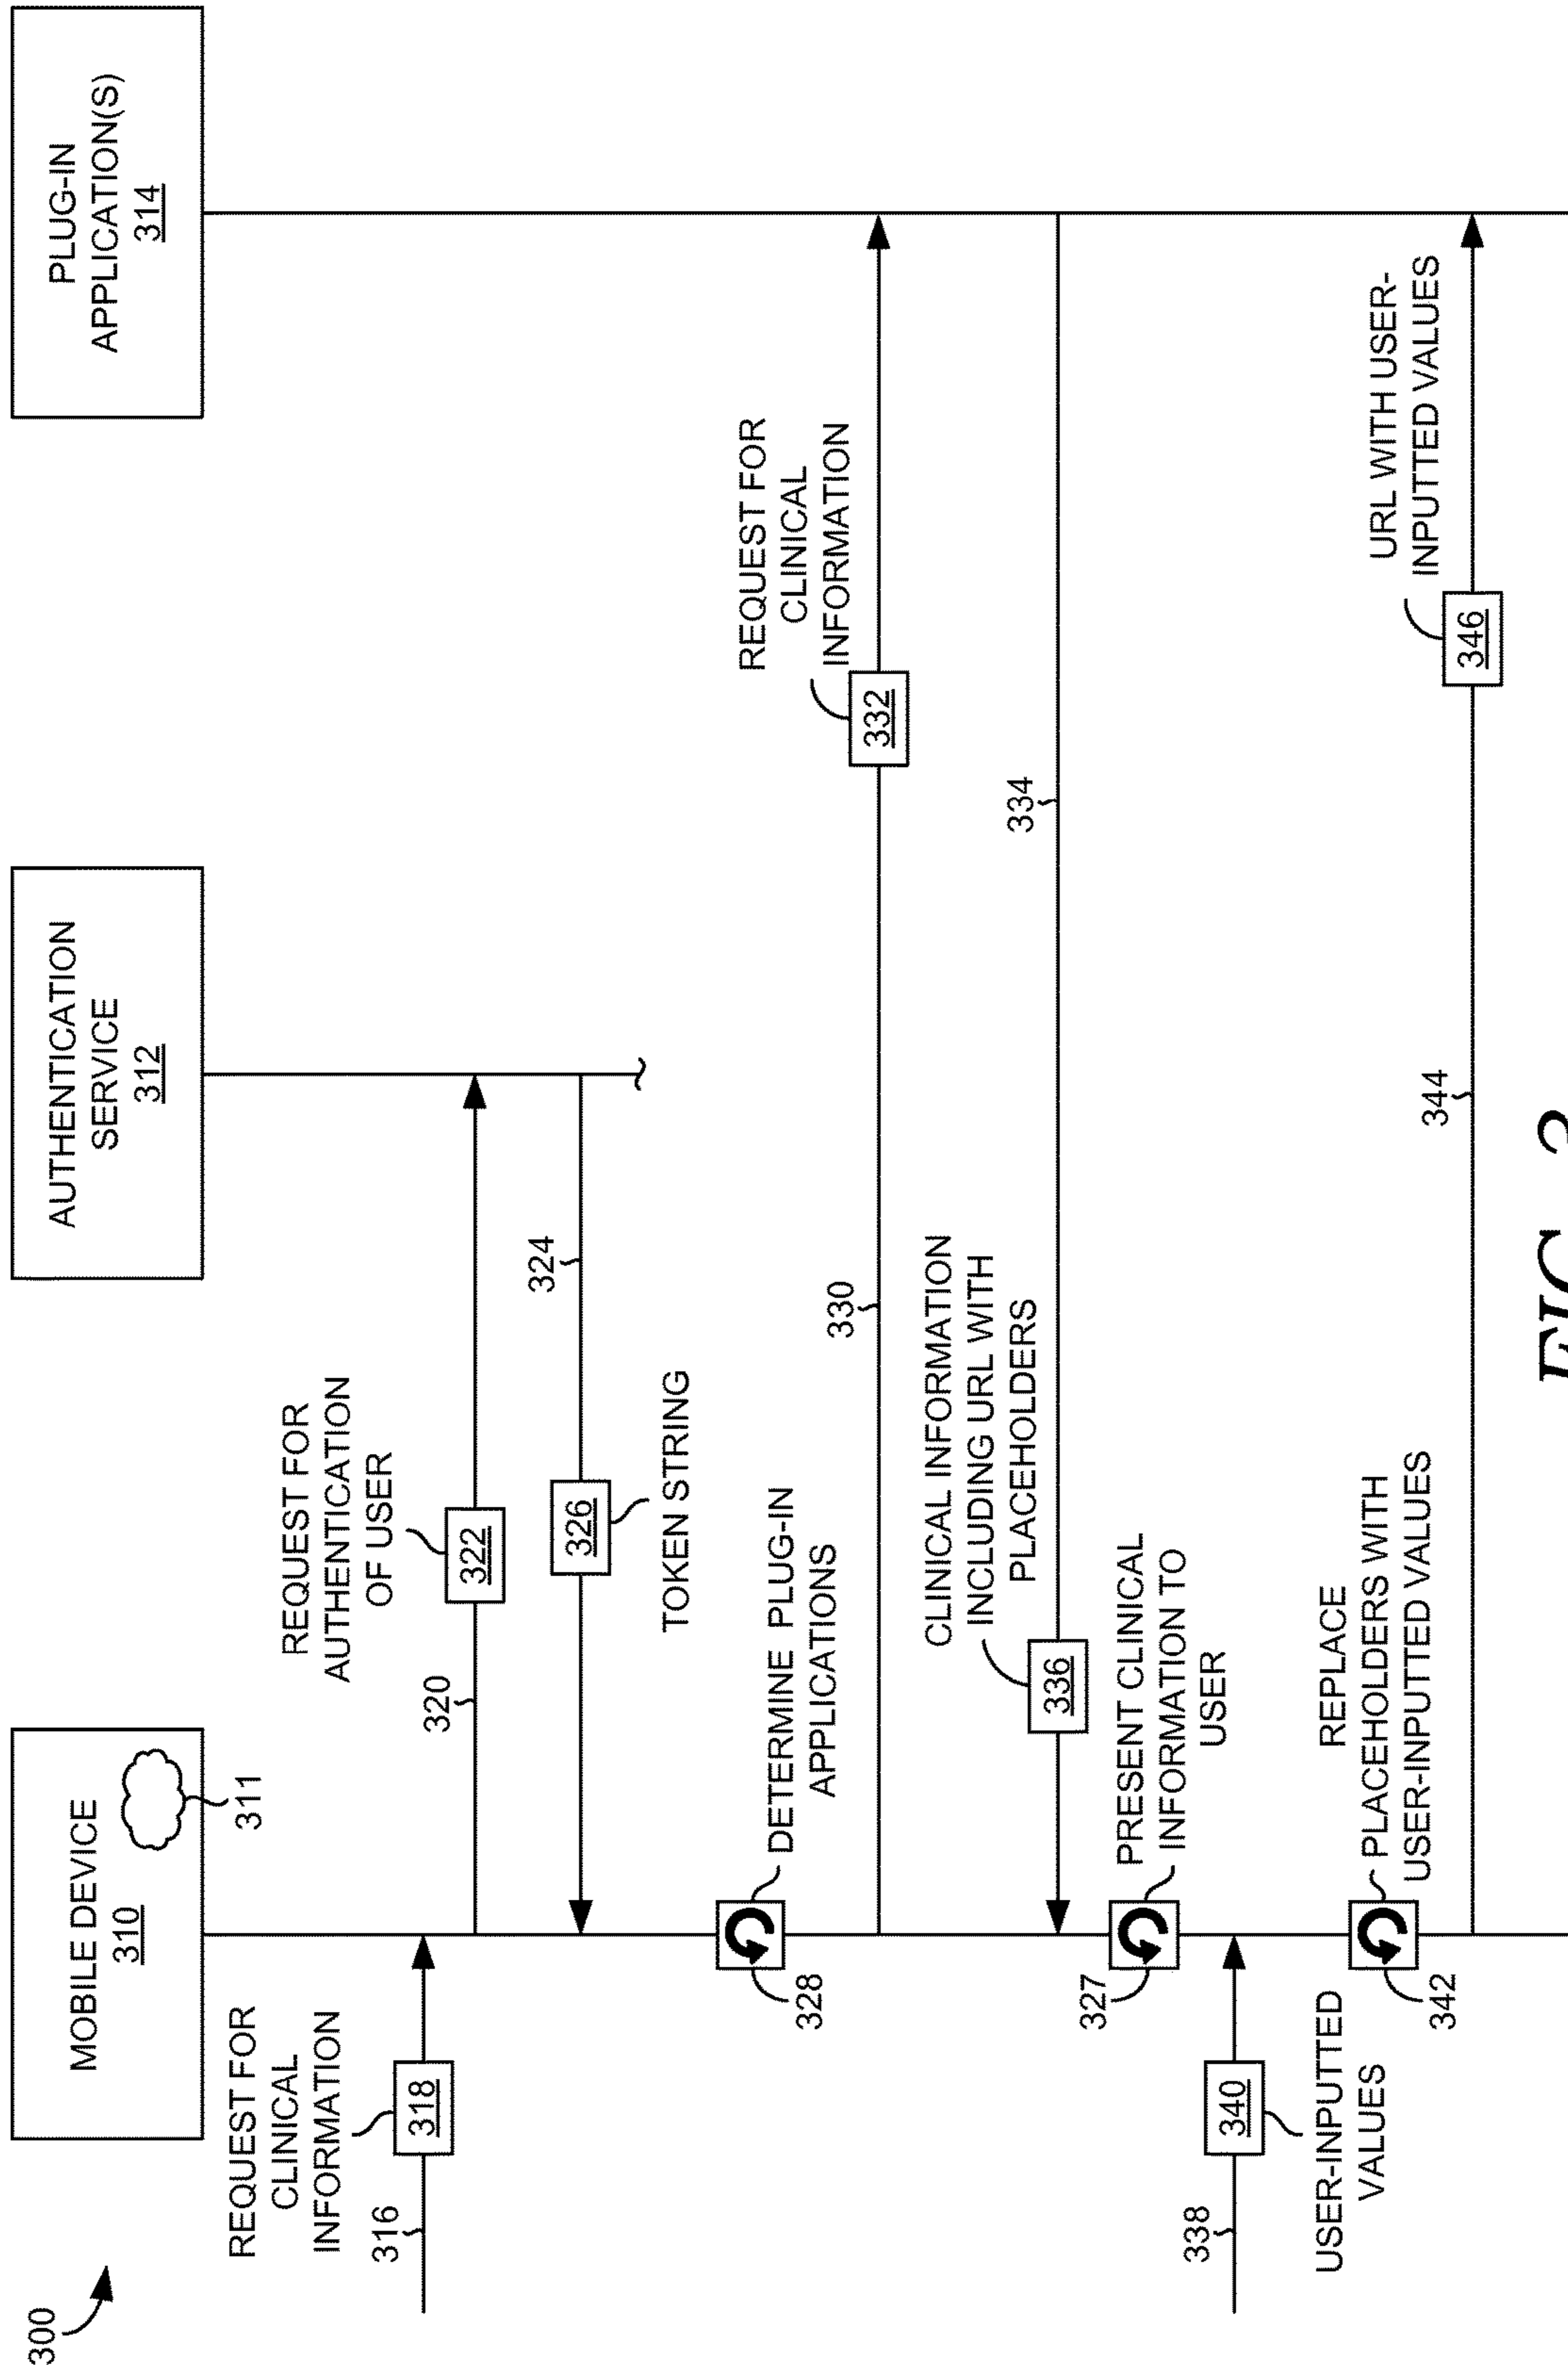 300
MOBILE DEVICE
310
311
AUTHENTICATION
SERVICE
312
PLUG-IN
APPLICATION(S)
314
REQUEST FOR
CLINICAL
INFORMATION
316
318
REQUEST FOR
AUTHENTICATION
OF USER
320
322
324
326
TOKEN STRING
DETERMINE PLUG-IN
APPLICATIONS
328
REQUEST FOR
CLINICAL
INFORMATION
330
332
CLINICAL INFORMATION
INCLUDING URL WITH
PLACEHOLDERS
334
336
PRESENT CLINICAL
INFORMATION TO
USER
327
338
340
USER-INPUTTED
VALUES
REPLACE
PLACEHOLDERS WITH
USER-INPUTTED VALUES
342
URL WITH USER-
INPUTTED VALUES
344
346